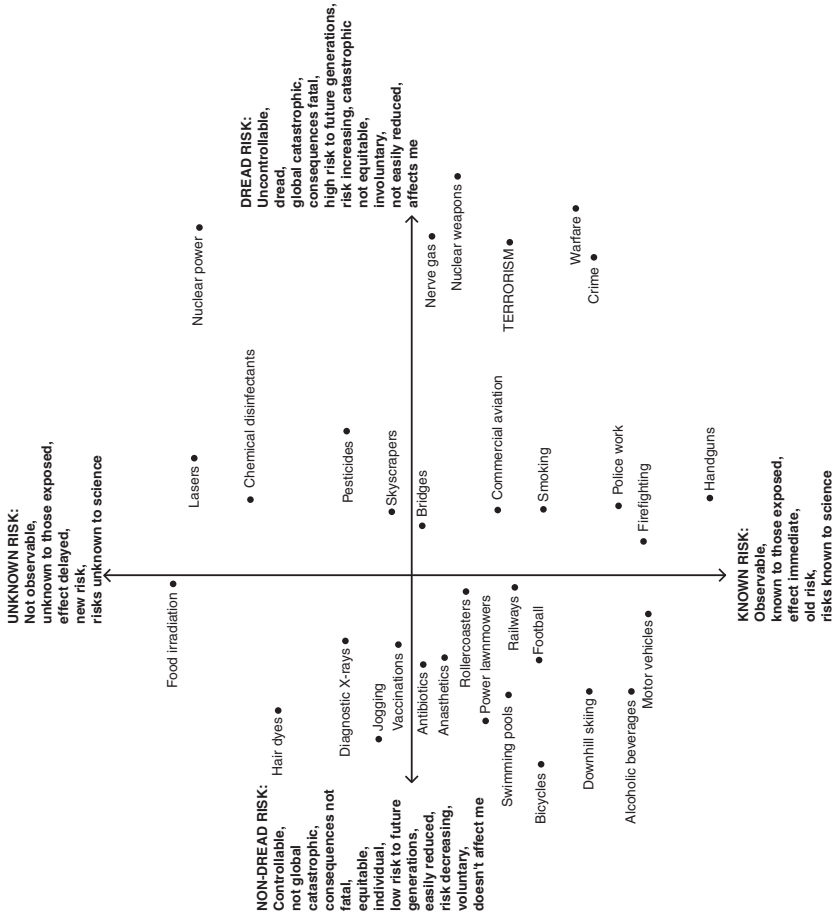 UNKNOWN RISK:
Not observable,
unknown to those exposed,
effect delayed,
new risk,
risks unknown to science
DREAD RISK:
Uncontrollable,
dread,
global catastrophic,
consequences fatal,
high risk to future generations,
risk increasing, catastrophic
not equitable,
involuntary,
not easily reduced,
affects me
NON-DREAD RISK:
Controllable,
not global
catastrophic,
consequences not
fatal,
equitable,
individual,
low risk to future
generations,
easily reduced,
risk decreasing,
voluntary,
doesn't affect me
KNOWN RISK:
Observable,
known to those exposed,
effect immediate,
old risk,
risks known to science
Food irradiation
Hair dyes
Diagnostic X-rays
Jogging
Vaccinations
Lasers
Nuclear power
Chemical disinfectants
Pesticides
Skyscrapers
Antibiotics
Anasthetics
Rollercoasters
Power lawnmowers
Swimming pools
Railways
Football
Bicycles
Downhill skiing
Alcoholic beverages
Motor vehicles
Bridges
Nerve gas
Nuclear weapons
Commercial aviation
TERRORISM
Smoking
Warfare
Crime
Police work
Firefighting
Handguns